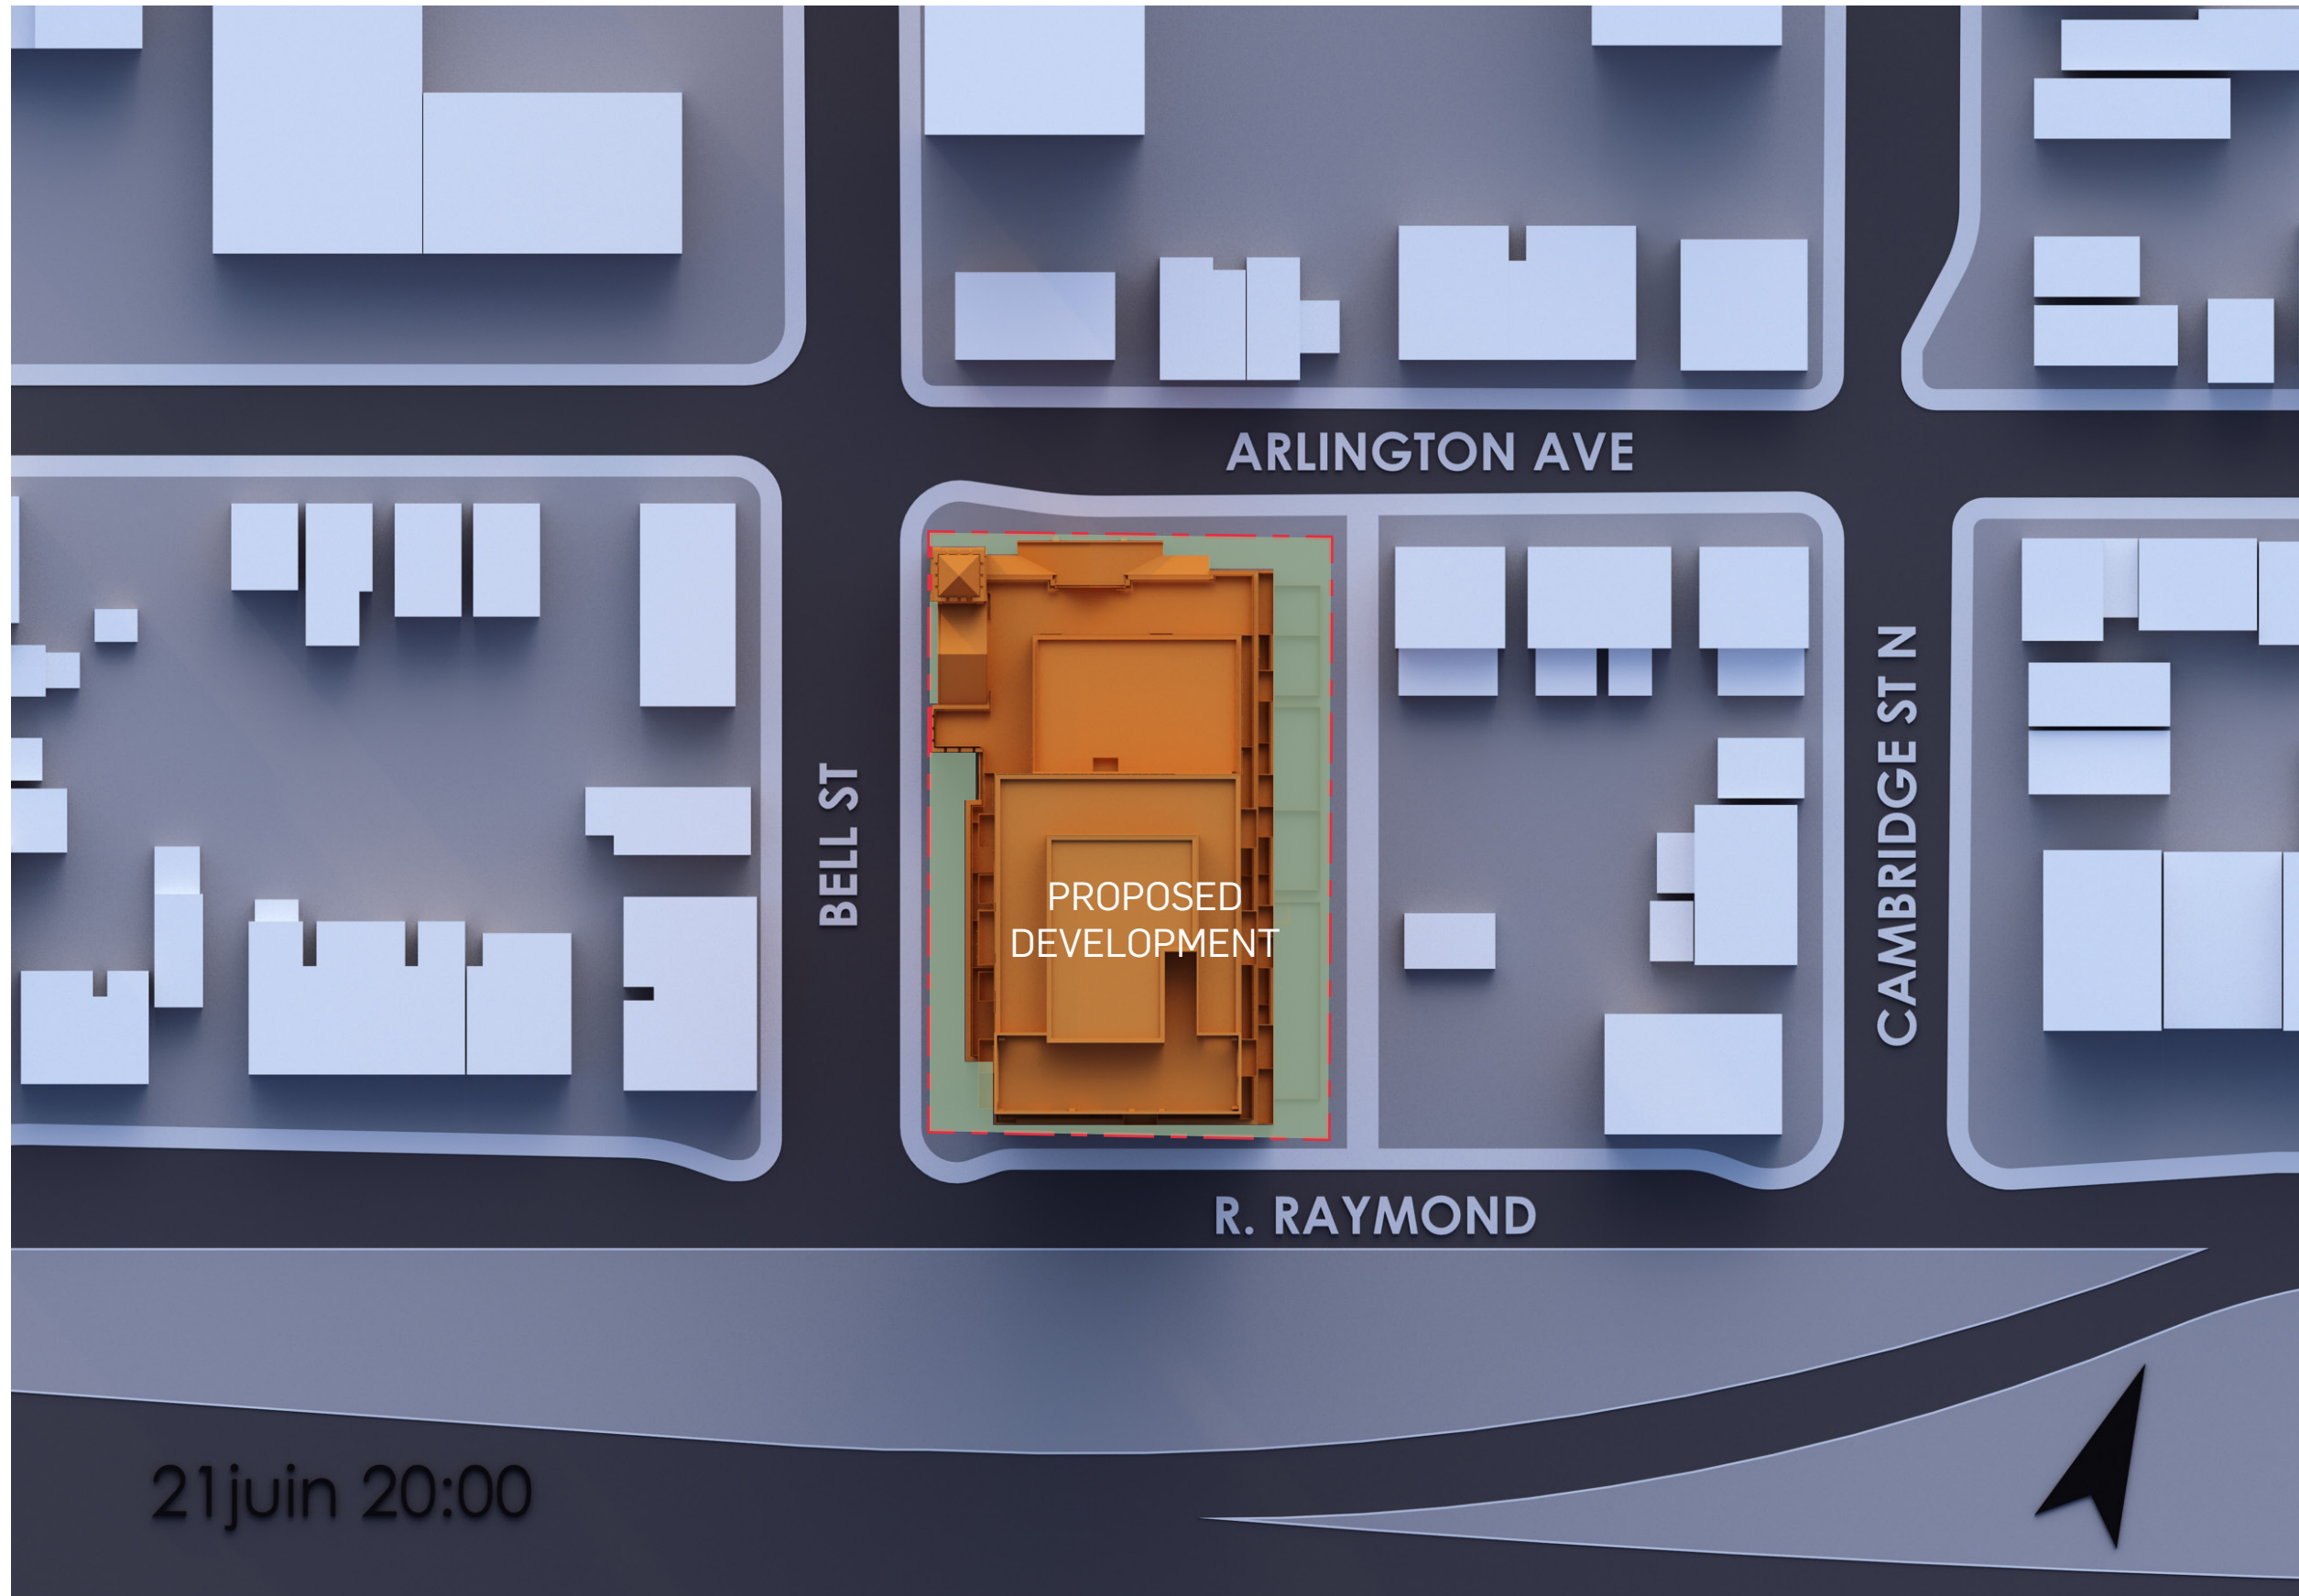 ARLINGTON AVE
BELL ST
CAMBRIDGE ST N
PROPOSED
DEVELOPMENT
R. RAYMOND
21juin 20:00